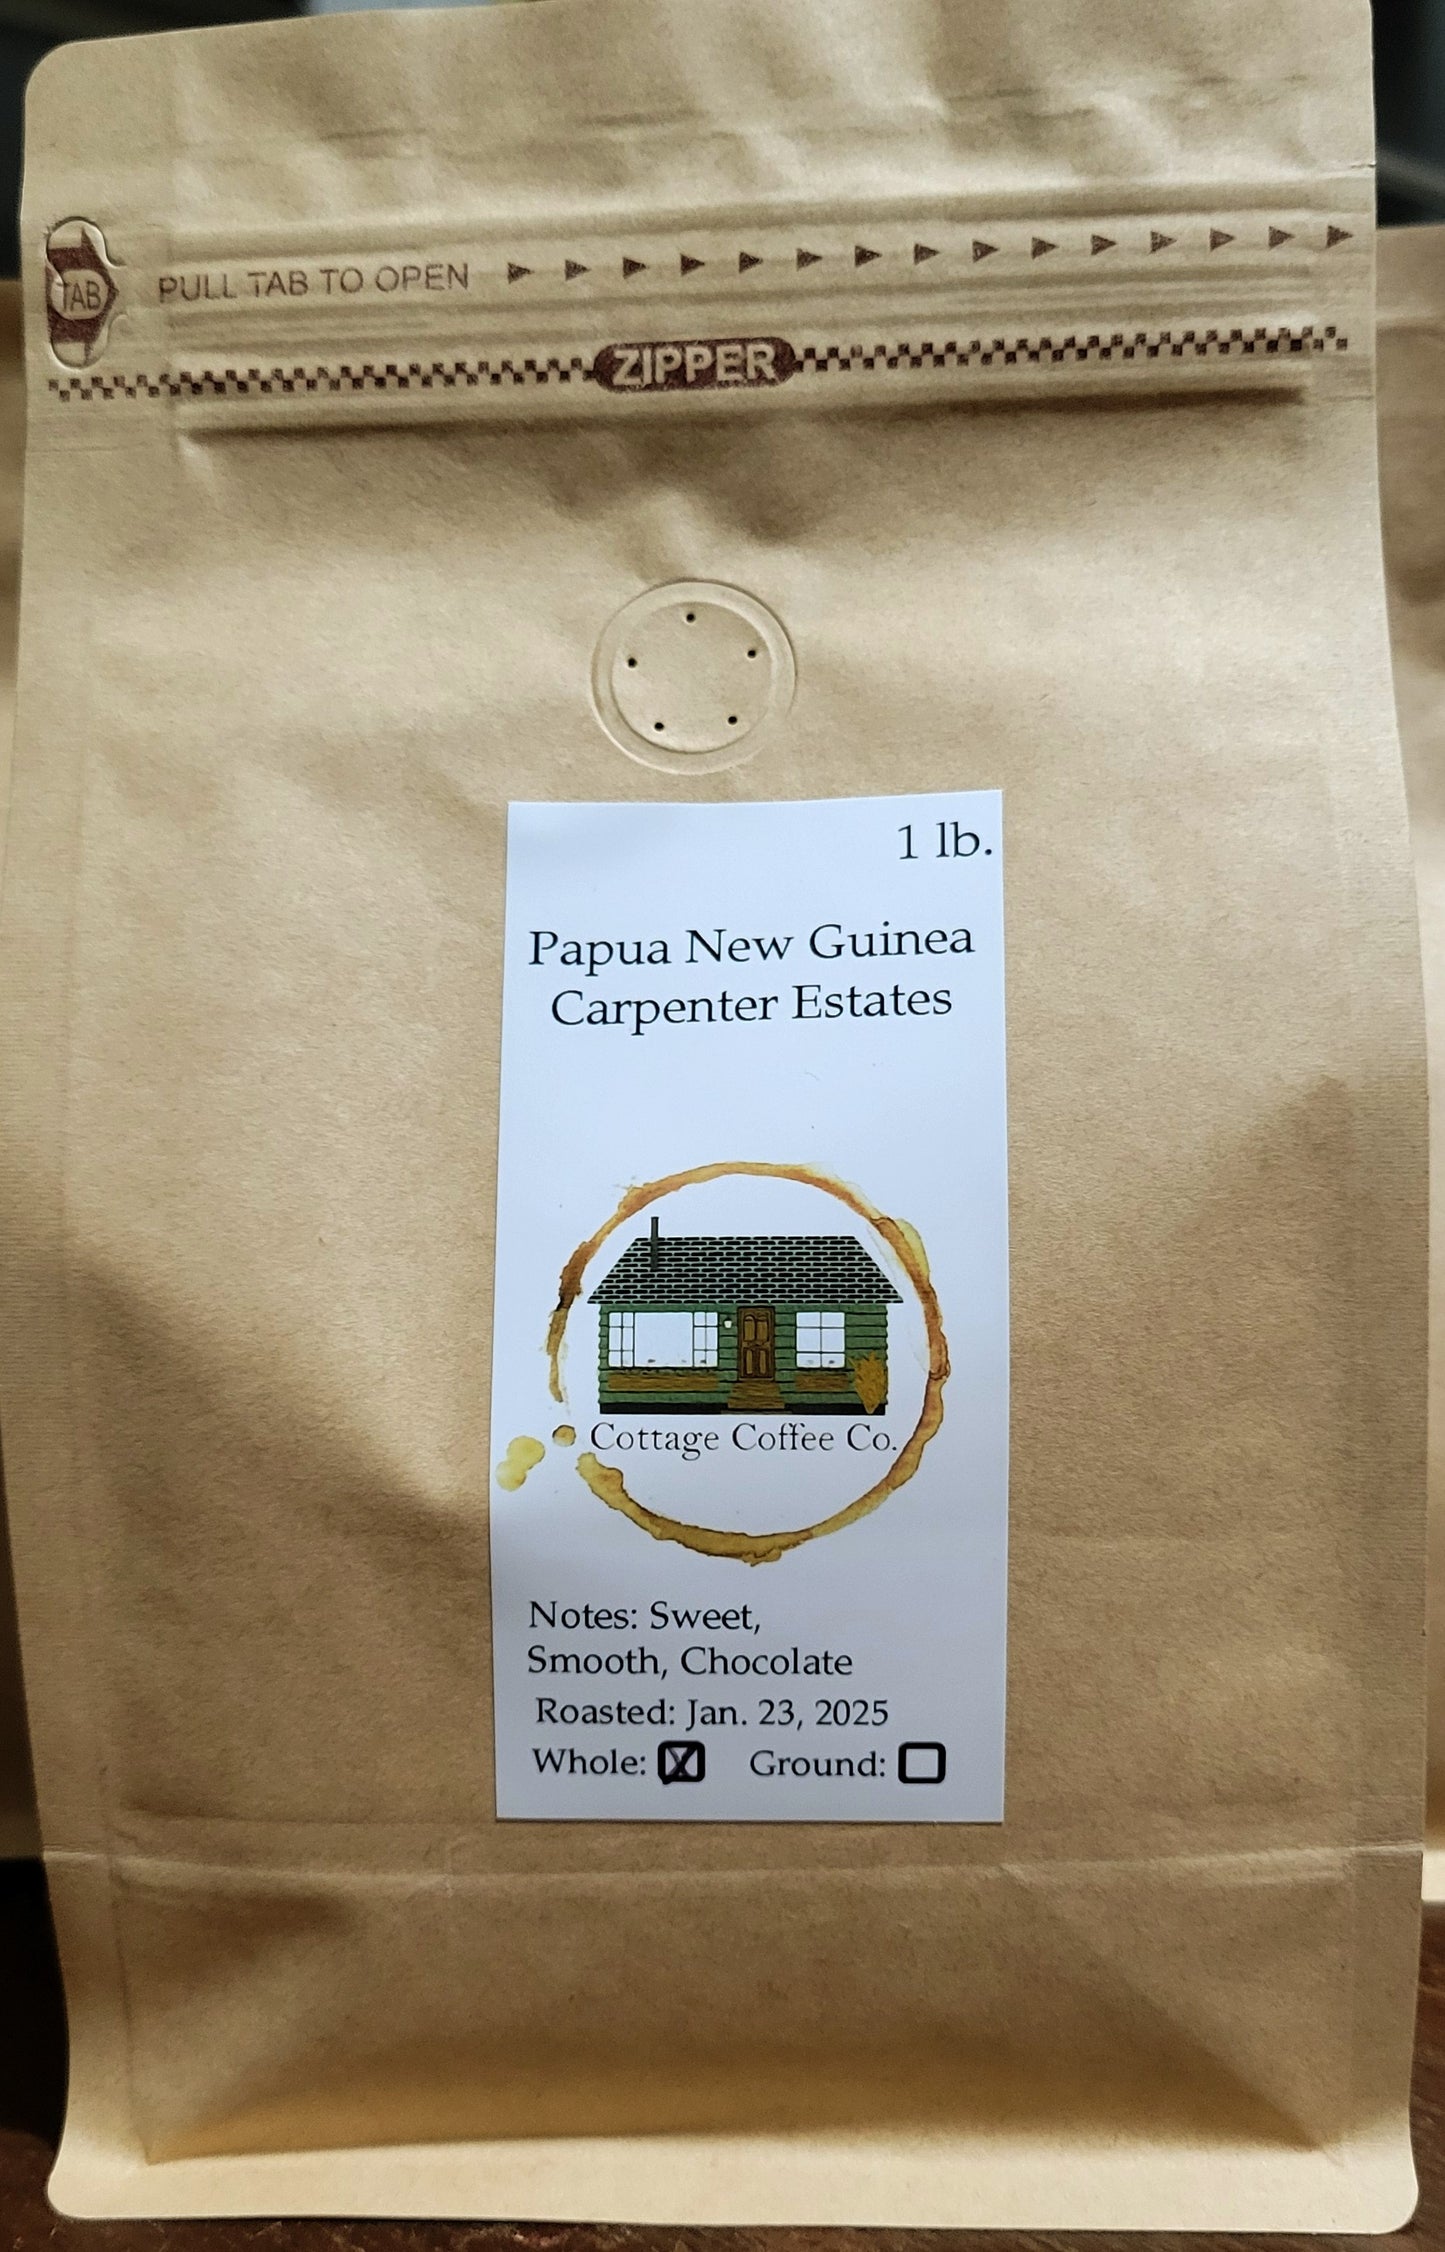 TAB
PULL TAB TO OPEN
ZIPPER
1 lb.
Papua New Guinea
Carpenter Estates
Cottage Coffee Co.
Notes: Sweet,
Smooth, Chocolate
Roasted: Jan. 23, 2025
Whole: Ground: